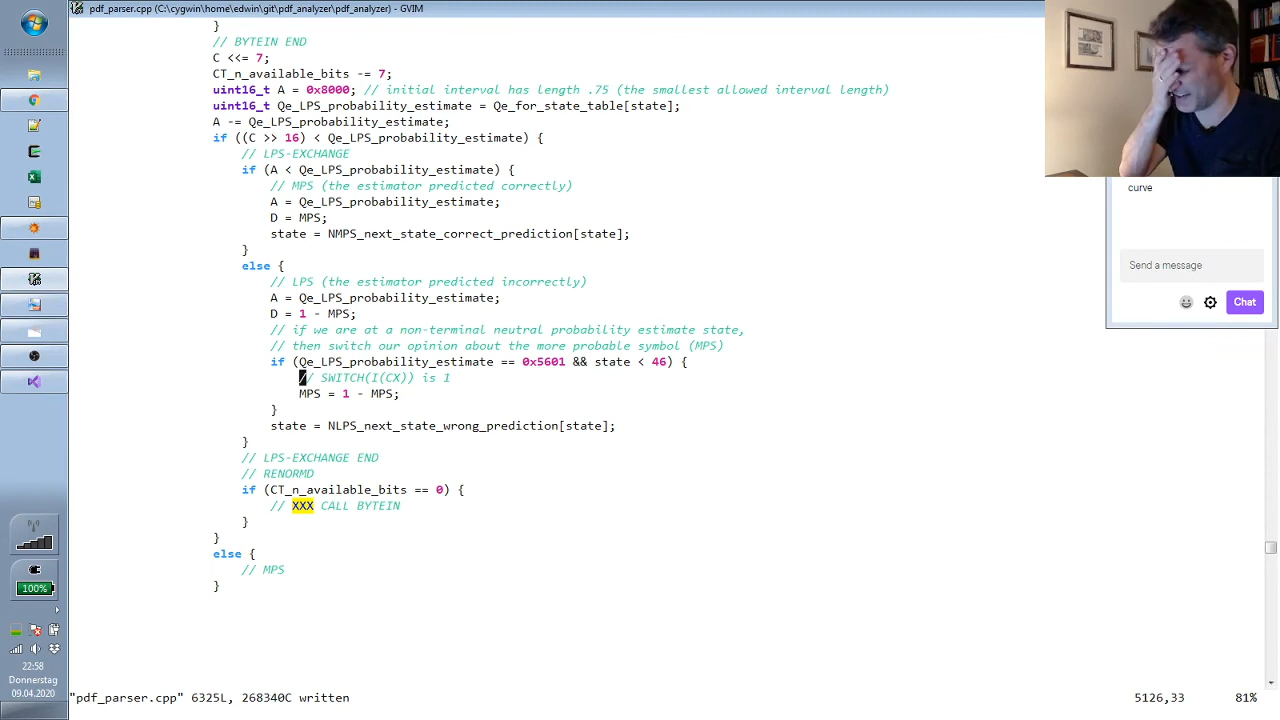 pdf_parser.cpp (C:\cygwin\home\edwin\git\pdf_analyzer\pdf_analyzer) - GVIM
}
// BYTEIN END
C <<= 7;
CT_n_available_bits -= 7;
uint16_t A = 0x8000; // initial interval has length .75 (the smallest allowed interval length)
uint16_t Qe_LPS_probability_estimate = Qe_for_state_table[state];
A -= Qe_LPS_probability_estimate;
if ((C >> 16) < Qe_LPS_probability_estimate) {
// LPS-EXCHANGE
if (A < Qe_LPS_probability_estimate) {
// MPS (the estimator predicted correctly)
A = Qe_LPS_probability_estimate;
D = MPS;
state = NMPS_next_state_correct_prediction[state];
}
else {
// LPS (the estimator predicted incorrectly)
A = Qe_LPS_probability_estimate;
D = 1 - MPS;
// if we are at a non-terminal neutral probability estimate state,
// then switch our opinion about the more probable symbol (MPS)
if (Qe_LPS_probability_estimate == 0x5601 && state < 46) {
// SWITCH(I(CX)) is 1
MPS = 1 - MPS;
}
state = NLPS_next_state_wrong_prediction[state];
}
// LPS-EXCHANGE END
// RENORMD
if (CT_n_available_bits == 0) {
// XXX CALL BYTEIN
}
}
else {
// MPS
}
"pdf_parser.cpp" 6325L, 268340C written
5126,33
81%
curve
Send a message
Chat
100%
22:58
Donnerstag
09.04.2020